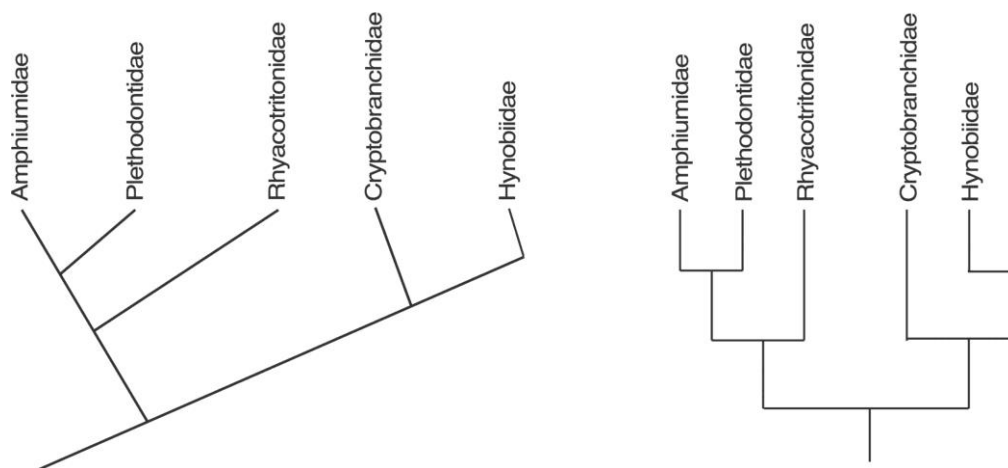 Amphiumidae
Plethodontidae
Rhyacotritonidae
Cryptobranchidae
Hynobiidae
Amphiumidae
Plethodontidae
Rhyacotritonidae
Cryptobranchidae
Hynobiidae